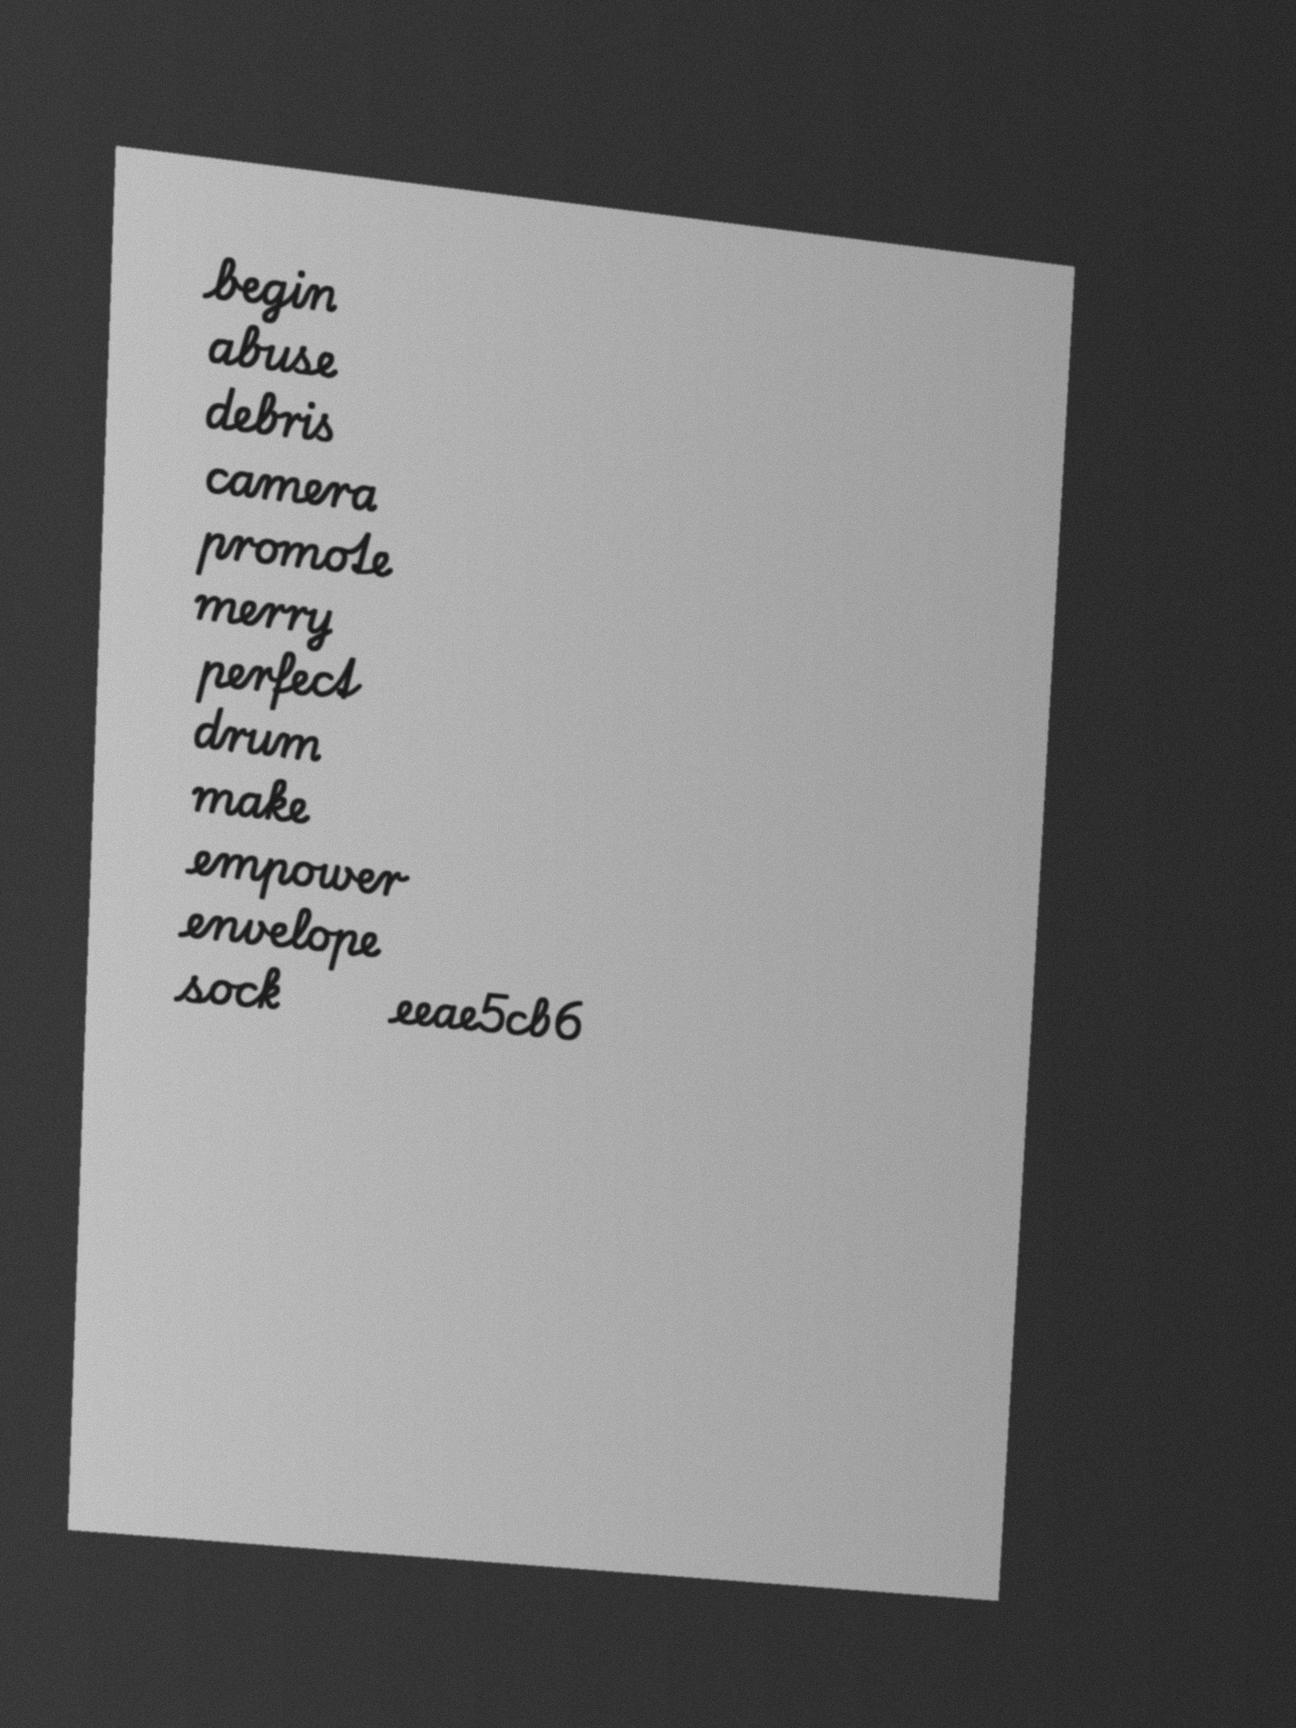 begin
abuse
debris
camera
promote
merry
perfect
drum
make
empower
envelope
sock eeae5cb6